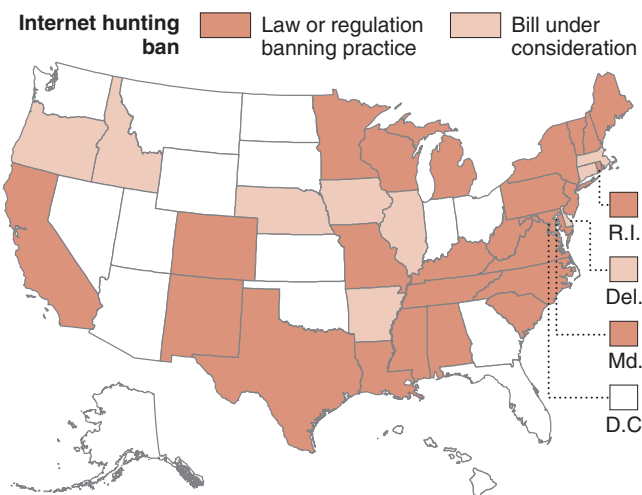 Internet hunting
ban
Law or regulation
banning practice
Bill under
consideration
R.I.
Del.
Md.
D.C